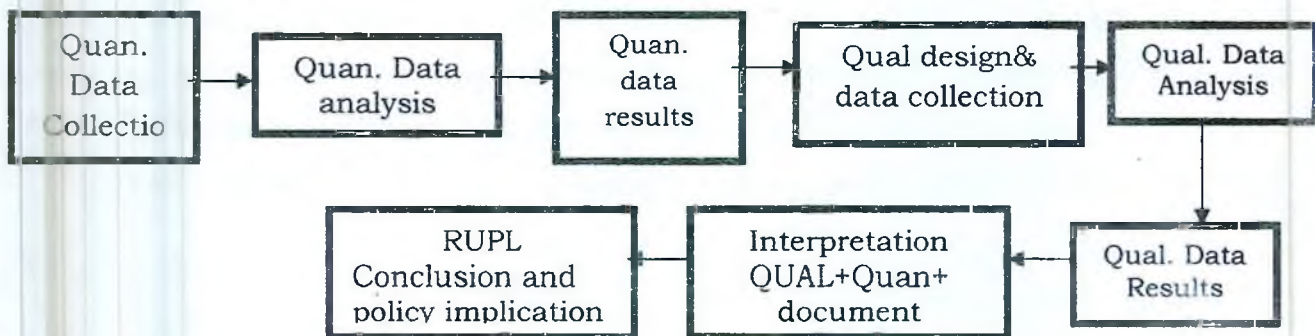 Quan.
Data
Collectio
Quan. Data
analysis
Quan.
data
results
Qual design&
data collection
Qual. Data
Analysis
Qual. Data
Results
Interpretation
QUAL+Quan+
document
RUPL
Conclusion and
policy implication